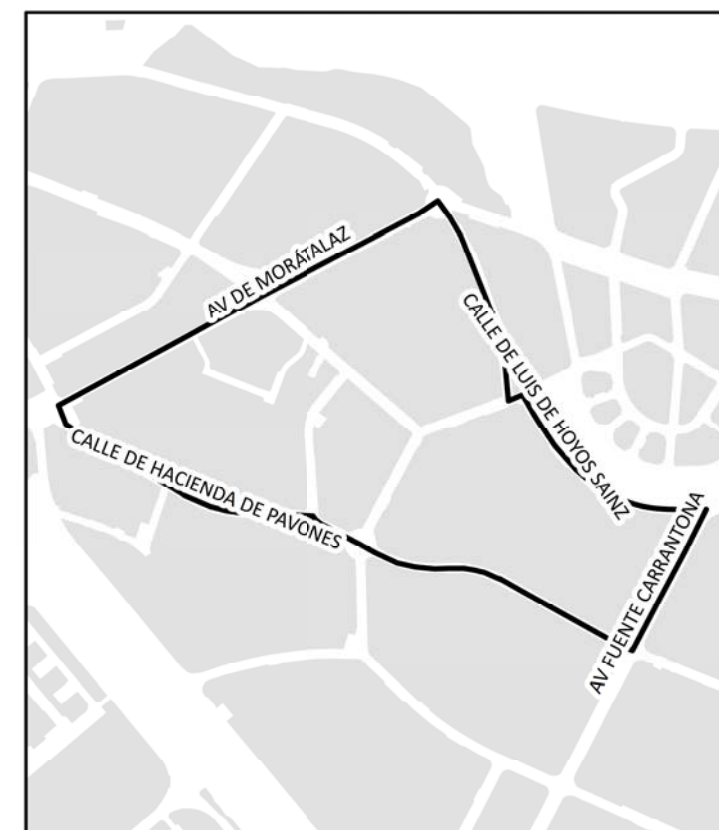 AV DE MORATALAZ
CALLE DE LUIS DE HOYOS SAINZ
CALLE DE HACIENDA DE PAVONES
AV FUENTE CARRANTONA